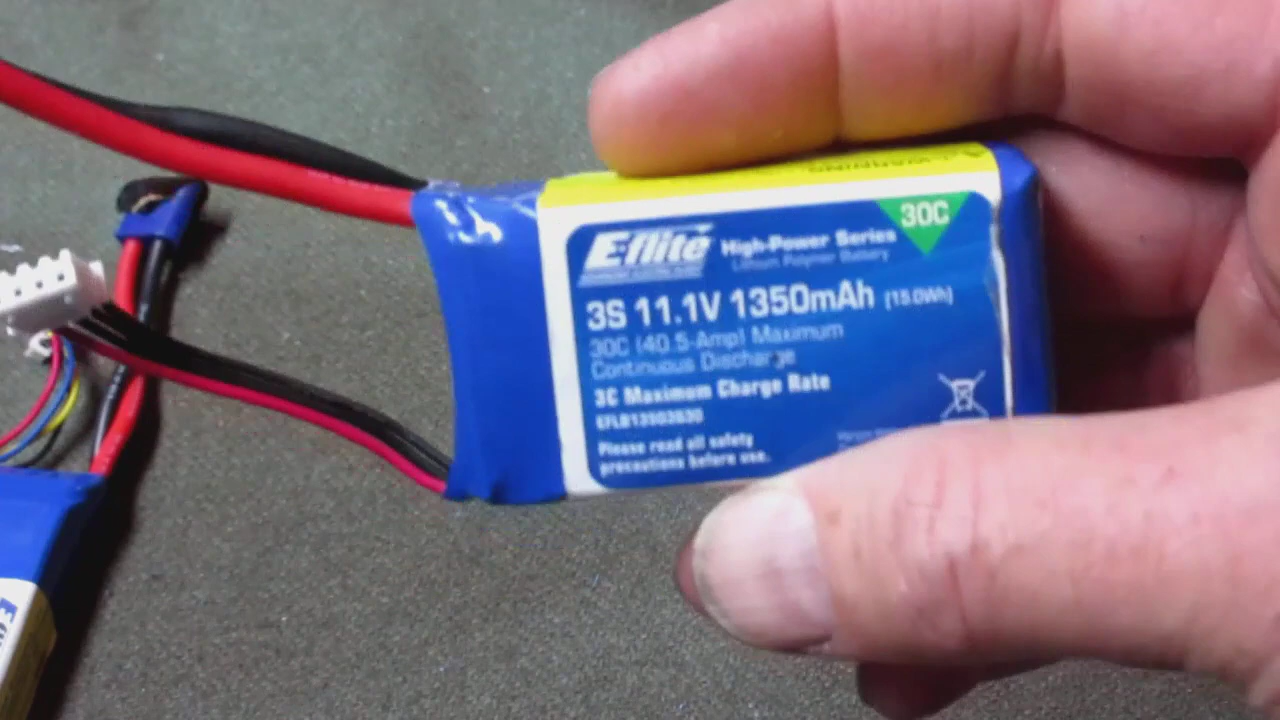 WARNING
30C
E-flite
High-Power Series
Lithium Polymer Battery
3S 11.1V 1350mAh (15.0Wh)
30C (40.5-Amp) Maximum
Continuous Discharge
3C Maximum Charge Rate
EFLB13503S30
Please read all safety
precautions before use.